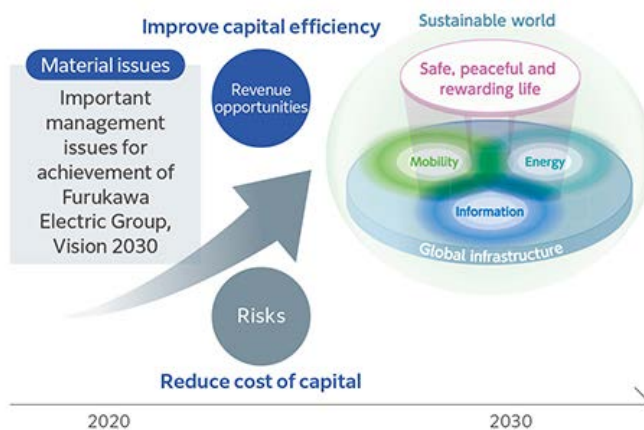 Improve capital efficiency
Material issues
Important
management
issues for
achievement of
Furukawa
Electric Group,
Vision 2030
Revenue
opportunities
Risks
Reduce cost of capital
Sustainable world
Safe, peaceful and
rewarding life
Mobility
Energy
Information
Global infrastructure
2020
2030